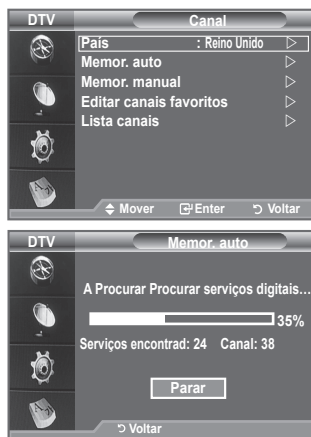 DTV Canal
País : Reino Unido
Memor. auto
Memor. manual
Editar canais favoritos
Lista canais
Mover Enter Voltar
DTV Memor. auto
A Procurar Procurar serviços digitais...
35%
Serviços encontrad: 24 Canal: 38
Parar
Voltar